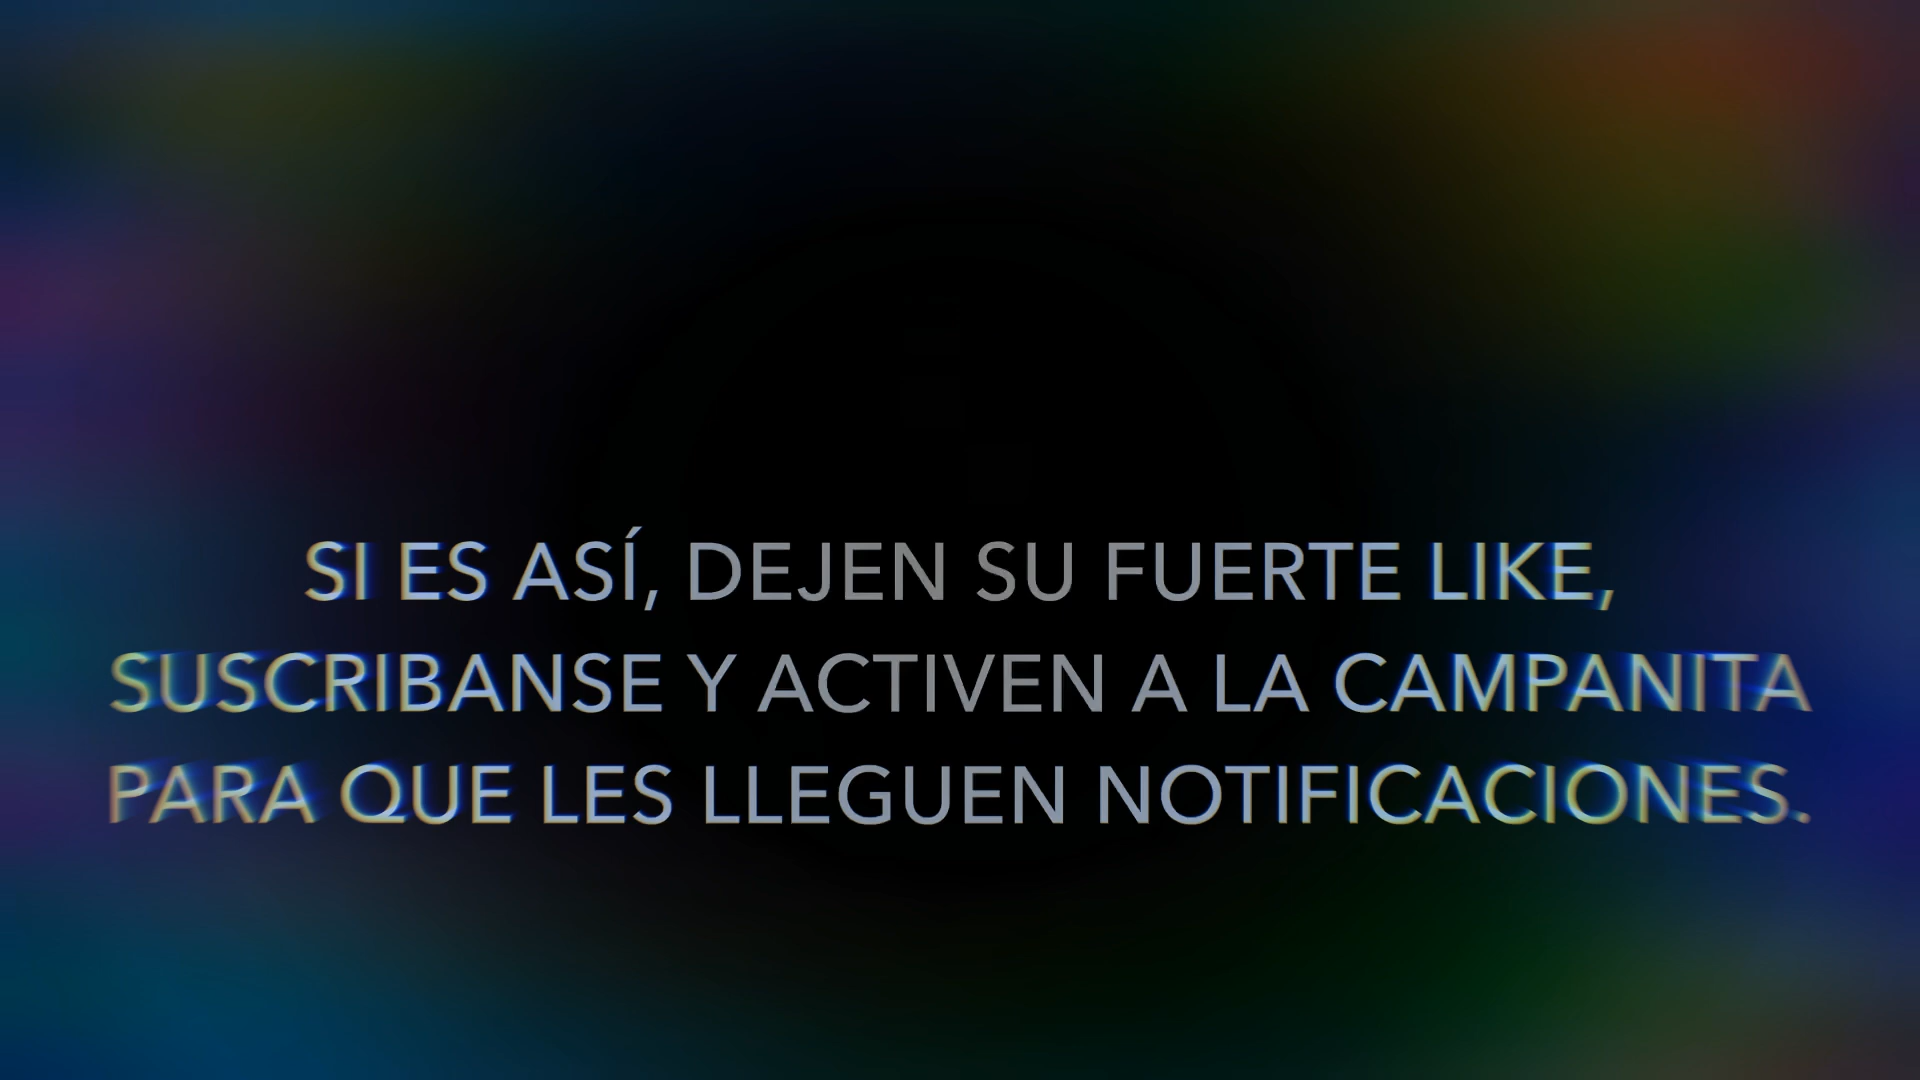 SI ES ASÍ, DEJEN SU FUERTE LIKE,
SUSCRIBANSE Y ACTIVEN A LA CAMPANITA
PARA QUE LES LLEGUEN NOTIFICACIONES.